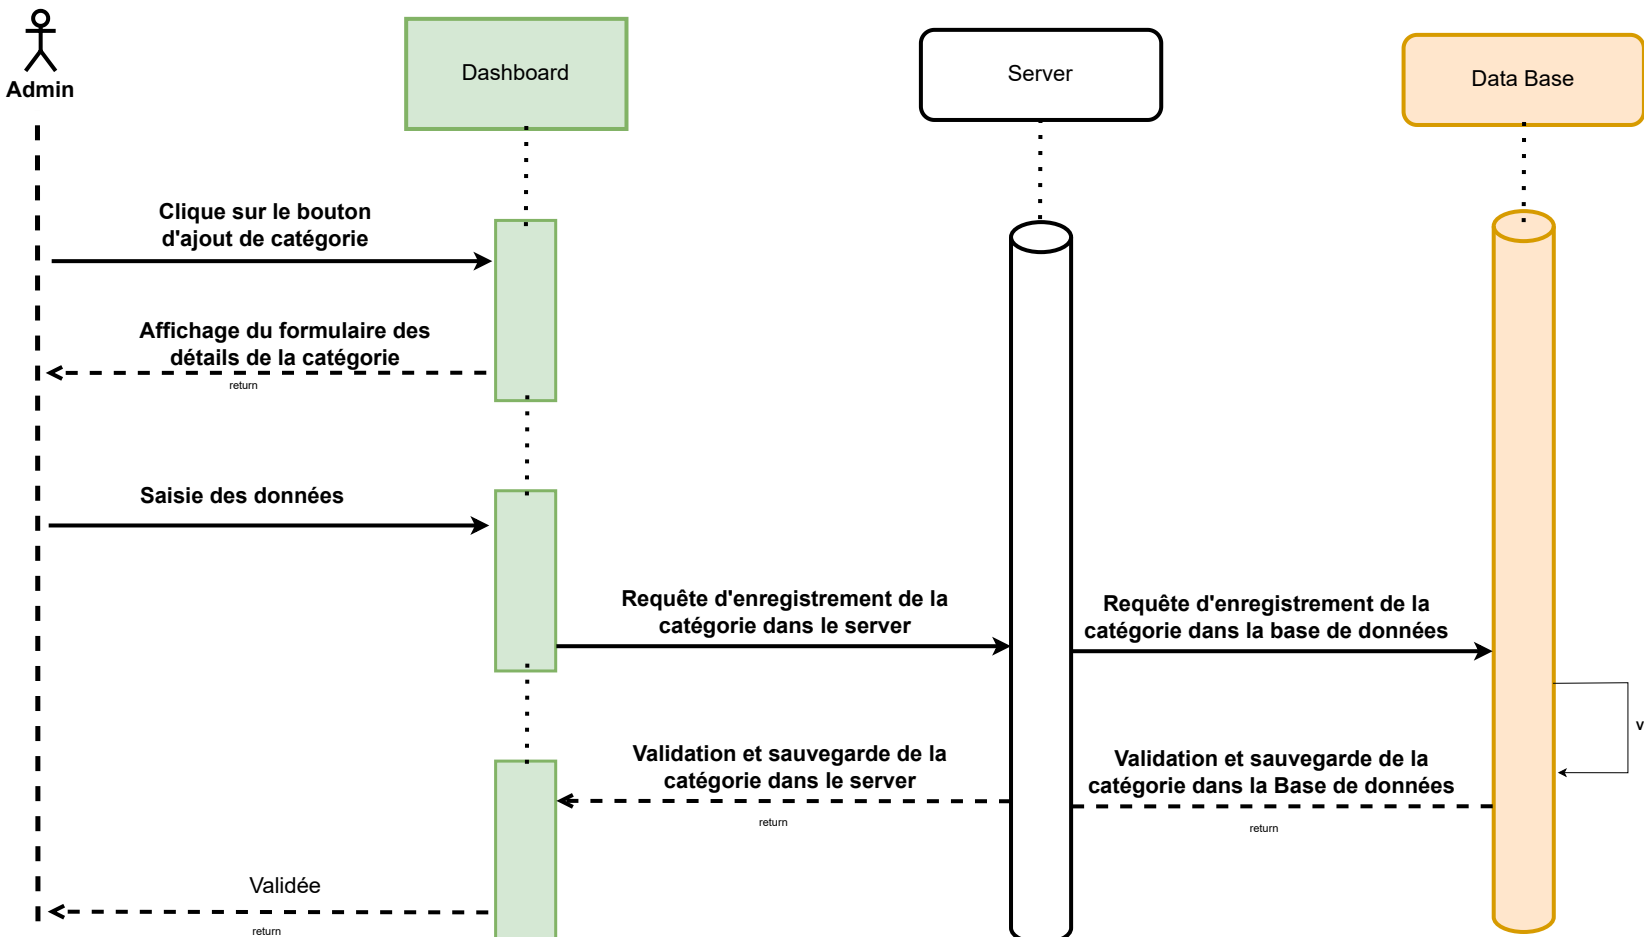 Admin
Dashboard
Server
Data Base
Clique sur le bouton
d'ajout de catégorie
Affichage du formulaire des
détails de la catégorie
return
Saisie des données
Requête d'enregistrement de la
catégorie dans le server
Requête d'enregistrement de la
catégorie dans la base de données
v
Validation et sauvegarde de la
catégorie dans le server
return
Validation et sauvegarde de la
catégorie dans la Base de données
return
Validée
return